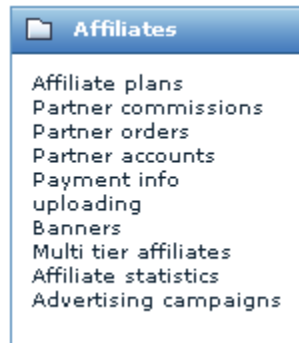 Affiliates
Affiliate plans
Partner commissions
Partner orders
Partner accounts
Payment info
uploading
Banners
Multi tier affiliates
Affiliate statistics
Advertising campaigns